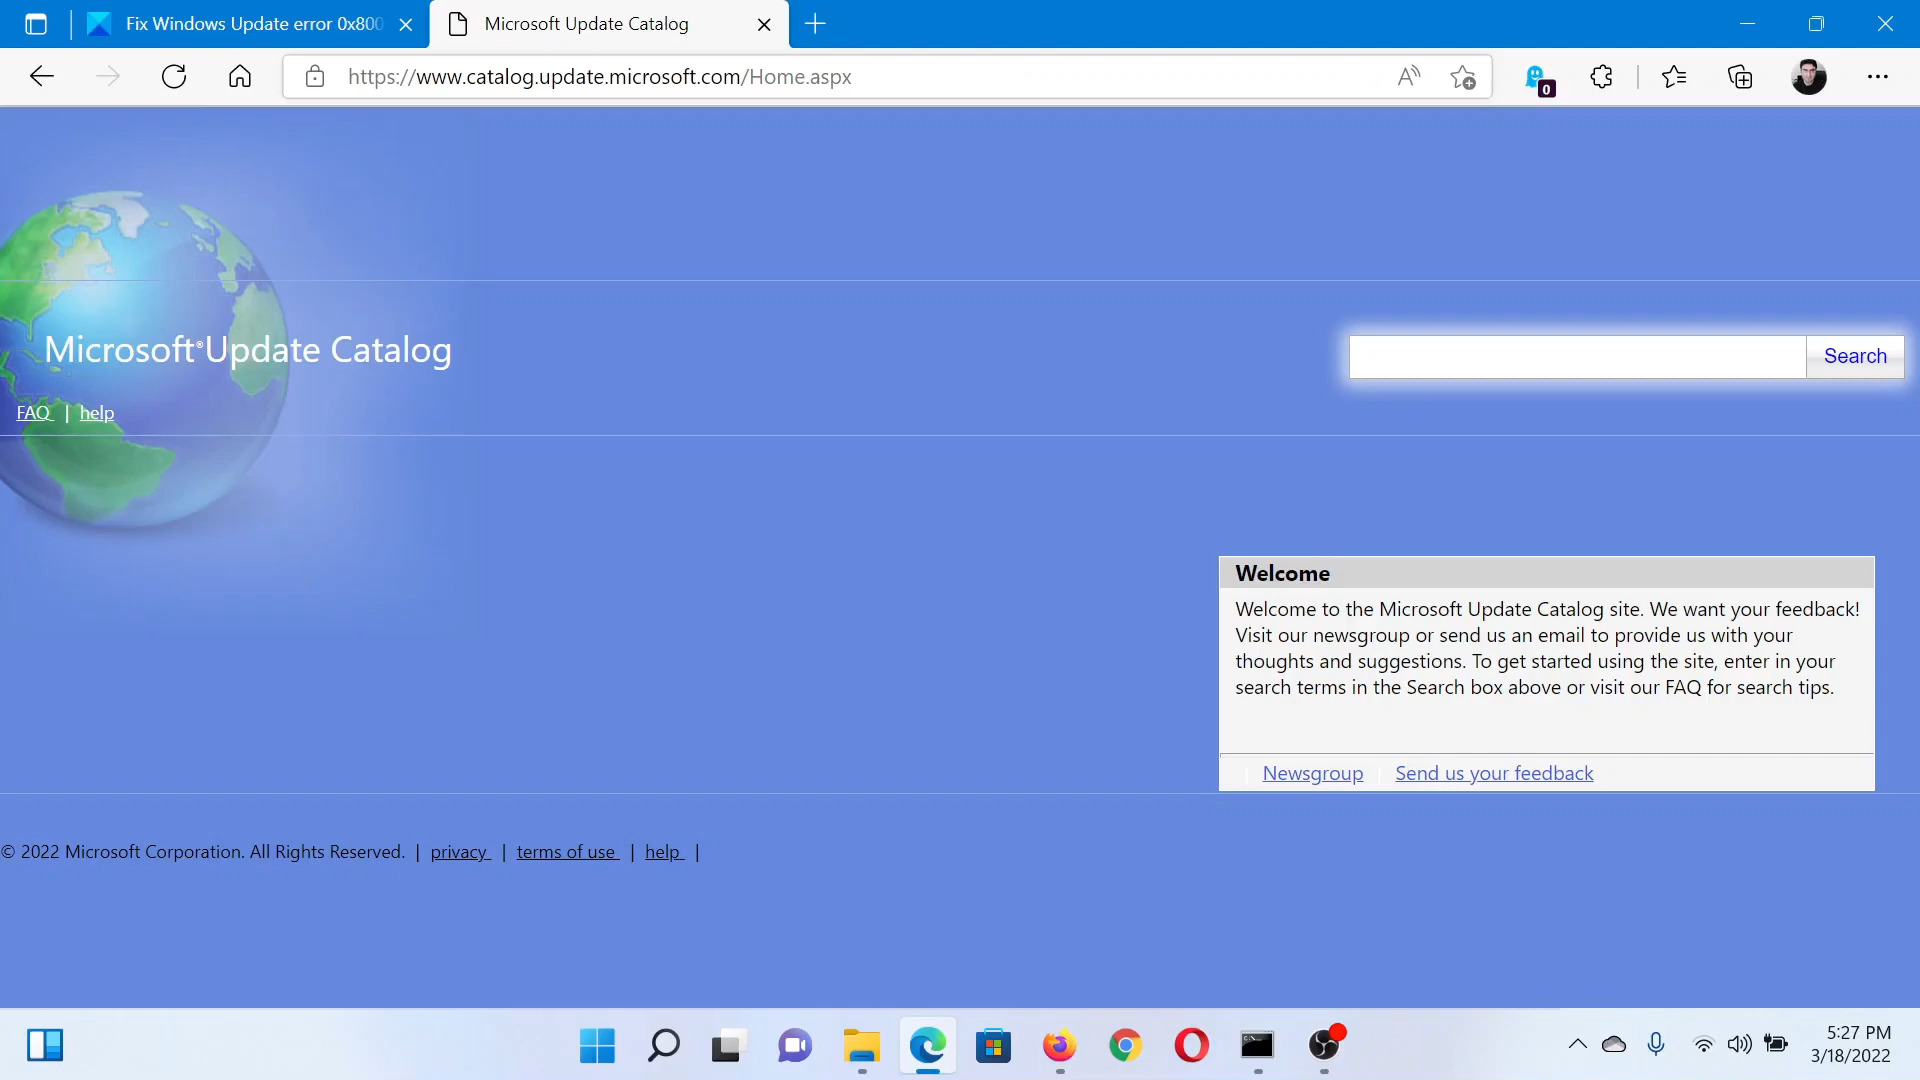 Fix Windows Update error 0x800
Microsoft Update Catalog
https://www.catalog.update.microsoft.com/Home.aspx
0
Microsoft®Update Catalog
Search
FAQ | help
Welcome
Welcome to the Microsoft Update Catalog site. We want your feedback!
Visit our newsgroup or send us an email to provide us with your
thoughts and suggestions. To get started using the site, enter in your
search terms in the Search box above or visit our FAQ for search tips.
Newsgroup | Send us your feedback
© 2022 Microsoft Corporation. All Rights Reserved. | privacy | terms of use | help |
5:27 PM
3/18/2022